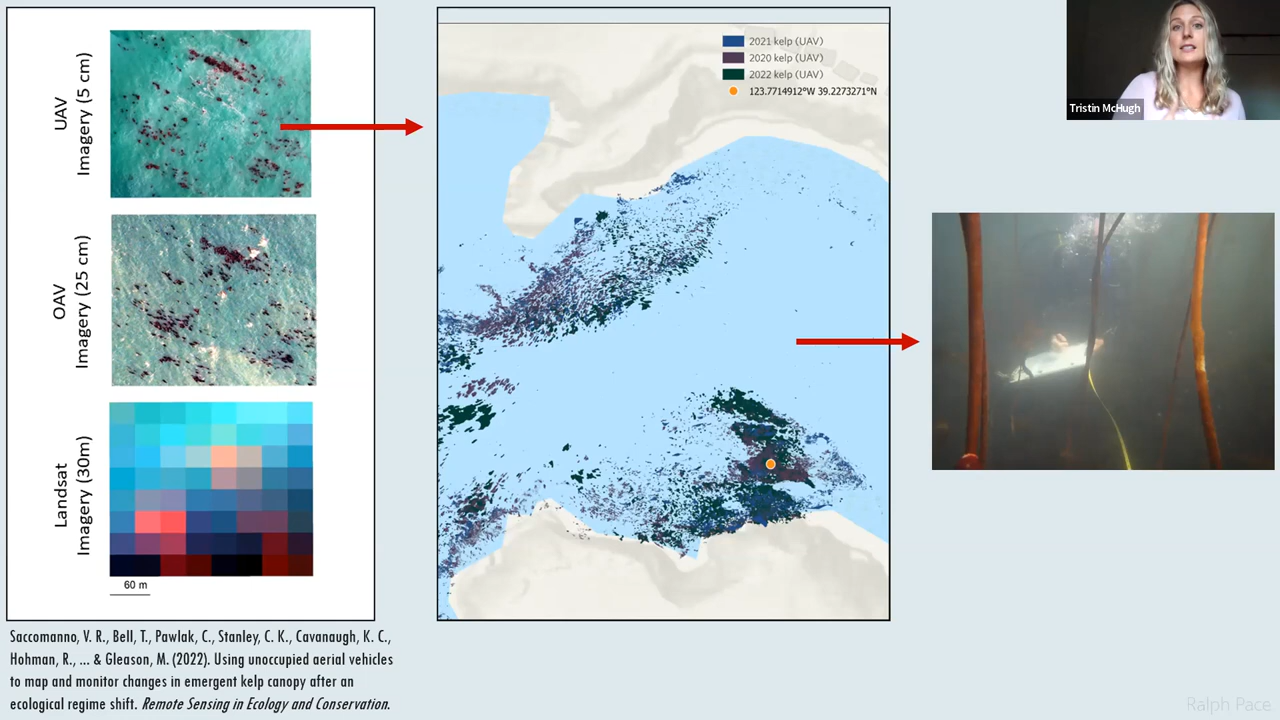 UAV
Imagery (5 cm)
OAV
Imagery (25 cm)
Landsat
Imagery (30m)
60 m
Saccomanno, V. R., Bell, T., Pawlak, C., Stanley, C. K., Cavanaugh, K. C.,
Hohman, R., ... & Gleason, M. (2022). Using unoccupied aerial vehicles
to map and monitor changes in emergent kelp canopy after an
ecological regime shift. Remote Sensing in Ecology and Conservation.
2021 kelp (UAV)
2020 kelp (UAV)
2022 kelp (UAV)
123.7714912°W 39.2273271°N
Tristin McHugh
Ralph Pace